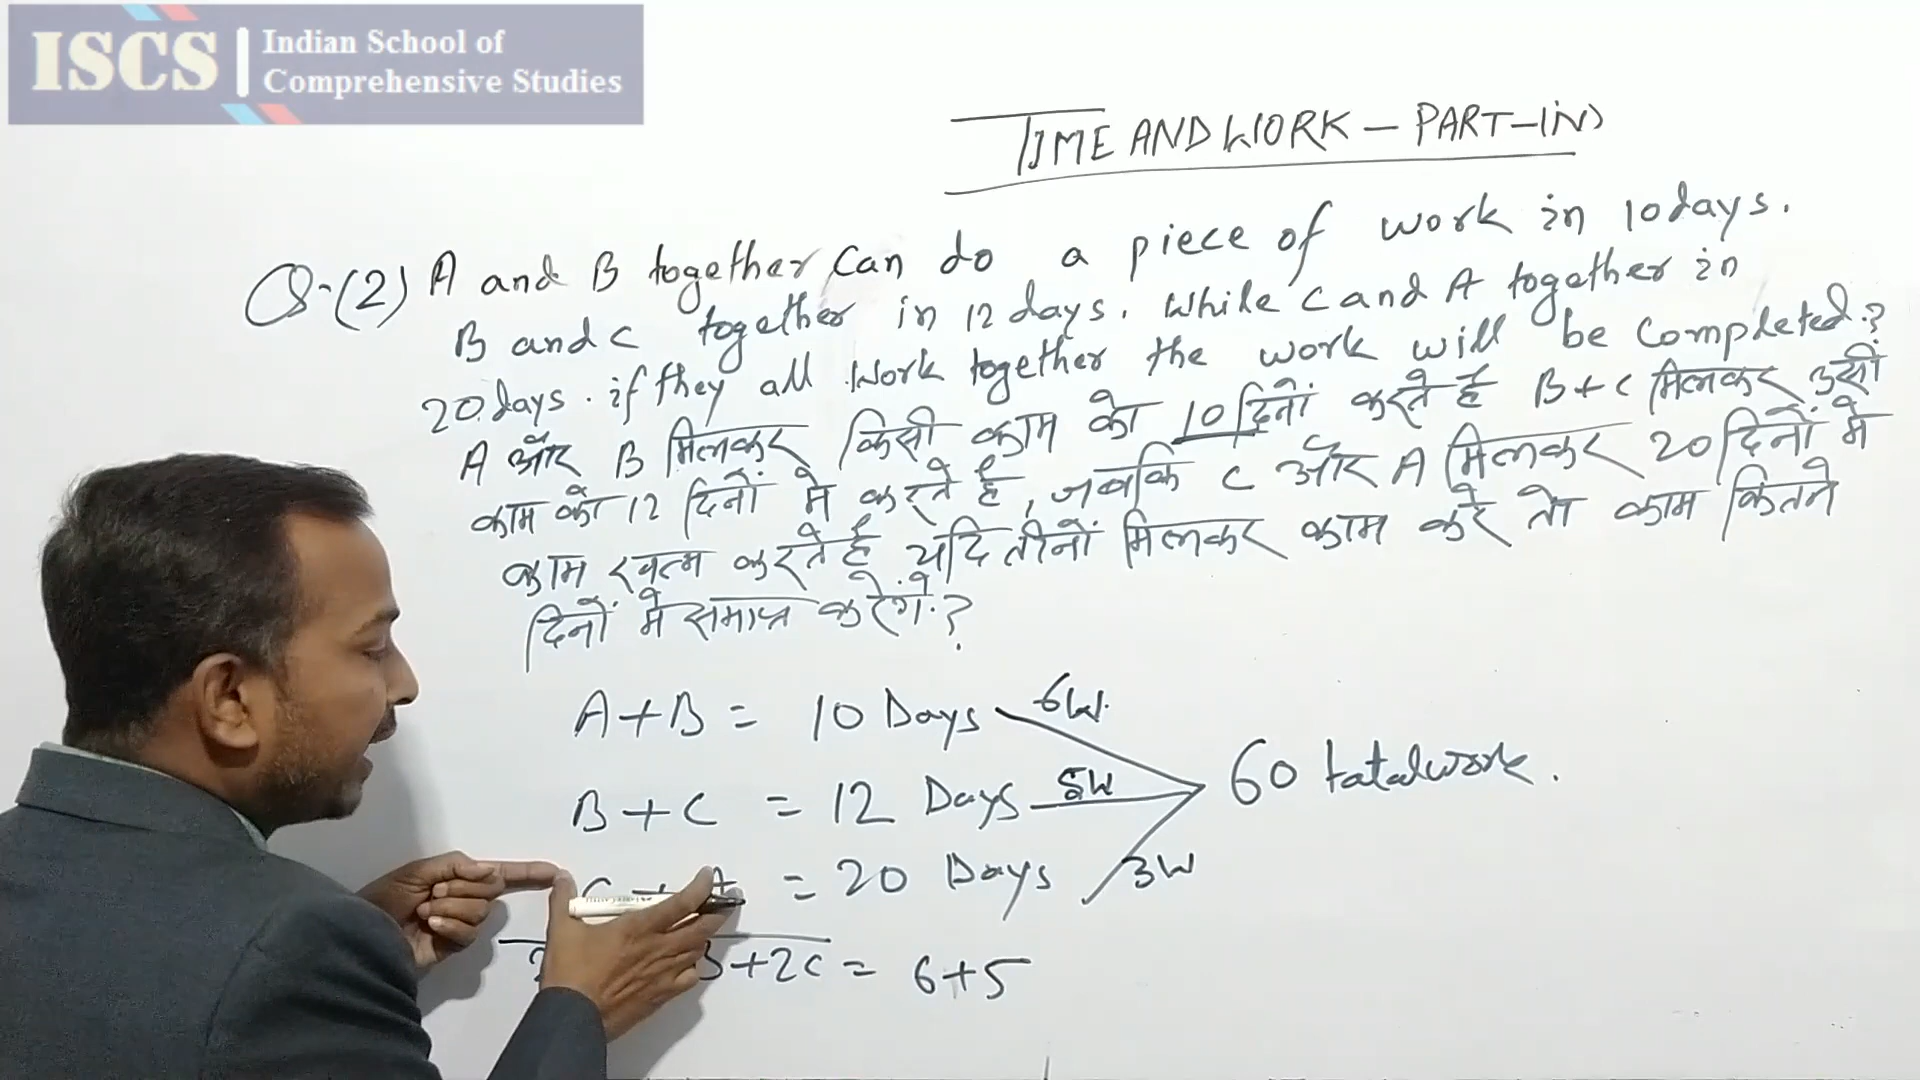 ISCS
Indian School of
Comprehensive Studies
TIME AND WORK - PART-
Q.(2) A and B together can do a piece of work in 10 days.
B and C together in 12 days. While C and A together in
20 days. if they all work together the work will be completed.?
A और B मिलकर किसी काम को 10 दिनों करते है B+C मिलकर उसी
काम को 12 दिनों मे करते है, जबकि C और A मिलकर 20 दिनों मे
काम खत्म करते है यदि तीनों मिलकर काम करे तो काम कितने
दिनों मे समाप्त करेगे.?
A+B = 10 Days 6W.
60 tatalwork.
B+C = 12 Days 5W
C + A = 20 Days 3W
2 B+2C = 6+5